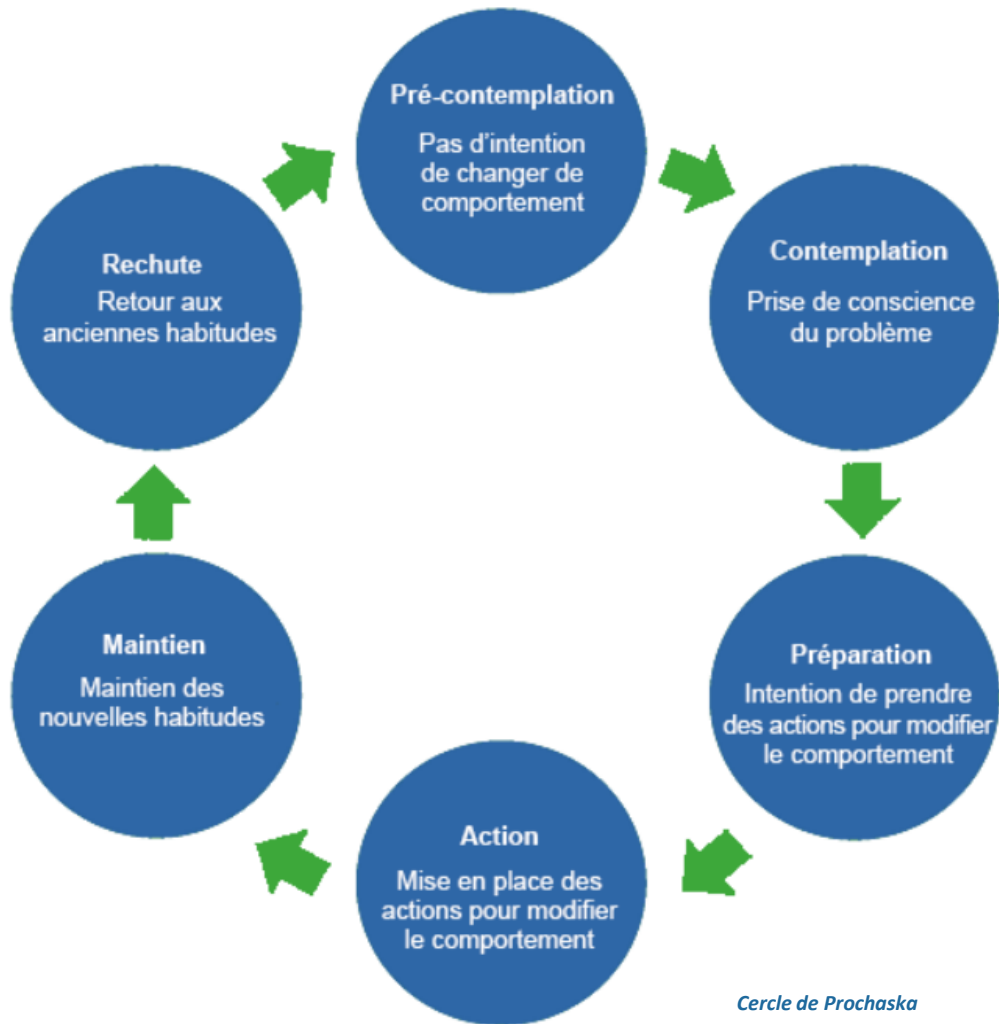 Pré-contemplation
Pas d'intention
de changer de
comportement
Contemplation
Prise de conscience
du problème
Préparation
Intention de prendre
des actions pour modifier
le comportement
Action
Mise en place des
actions pour modifier
le comportement
Maintien
Maintien des
nouvelles habitudes
Rechute
Retour aux
anciennes habitudes
Cercle de Prochaska